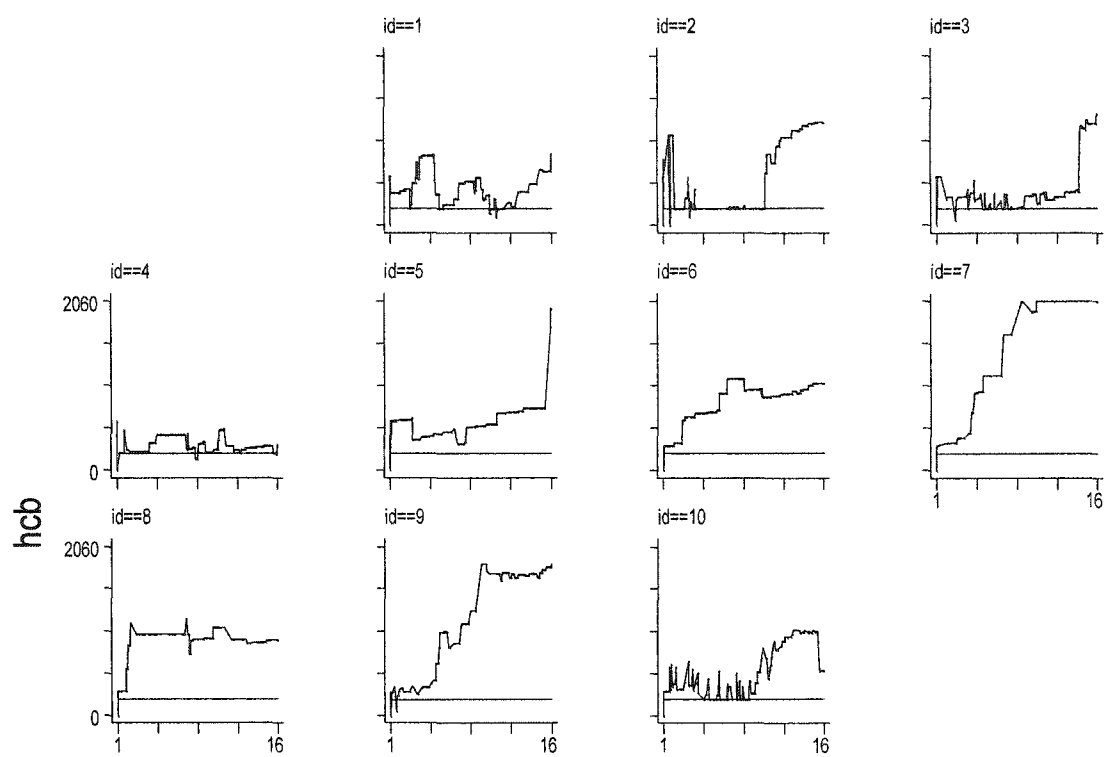 id==1
id==2
id==3
id==4
id==5
id==6
id==7
2060
0
1
16
hcb
id==8
id==9
id==10
2060
0
1
16
1
16
1
16